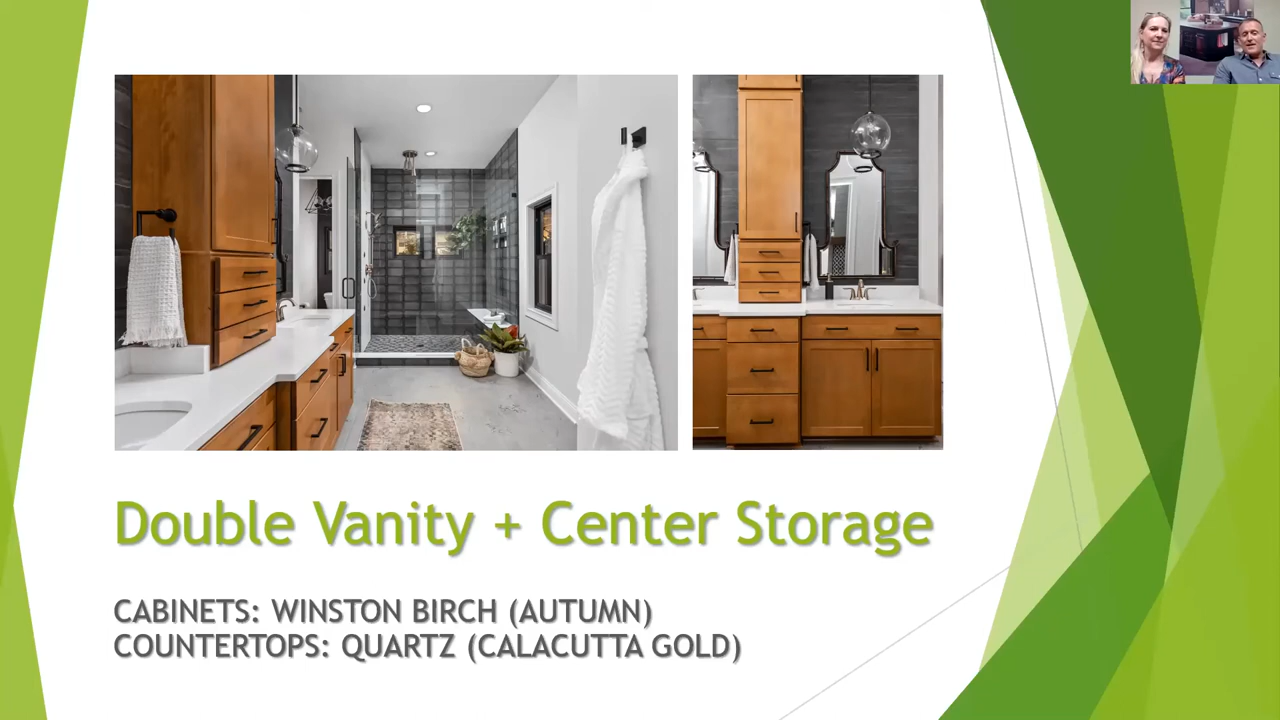 Double Vanity + Center Storage
CABINETS: WINSTON BIRCH (AUTUMN)
COUNTERTOPS: QUARTZ (CALACUTTA GOLD)